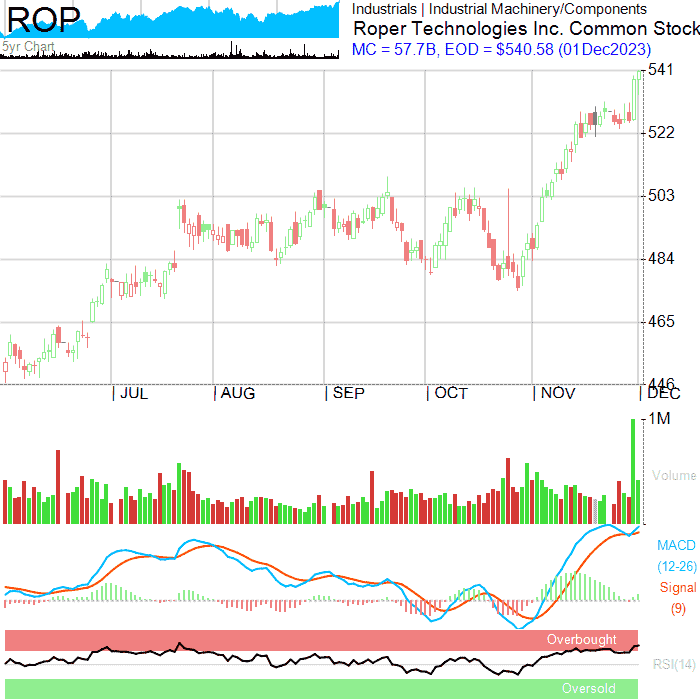 ROP
5yr Chart
Industrials | Industrial Machinery/Components
Roper Technologies Inc. Common Stock
MC = 57.7B, EOD = $540.58 (01Dec2023)
541
522
503
484
465
446
JUL AUG SEP OCT NOV DEC
1M
Volume
MACD
(12-26)
Signal
(9)
Overbought
RSI(14)
Oversold